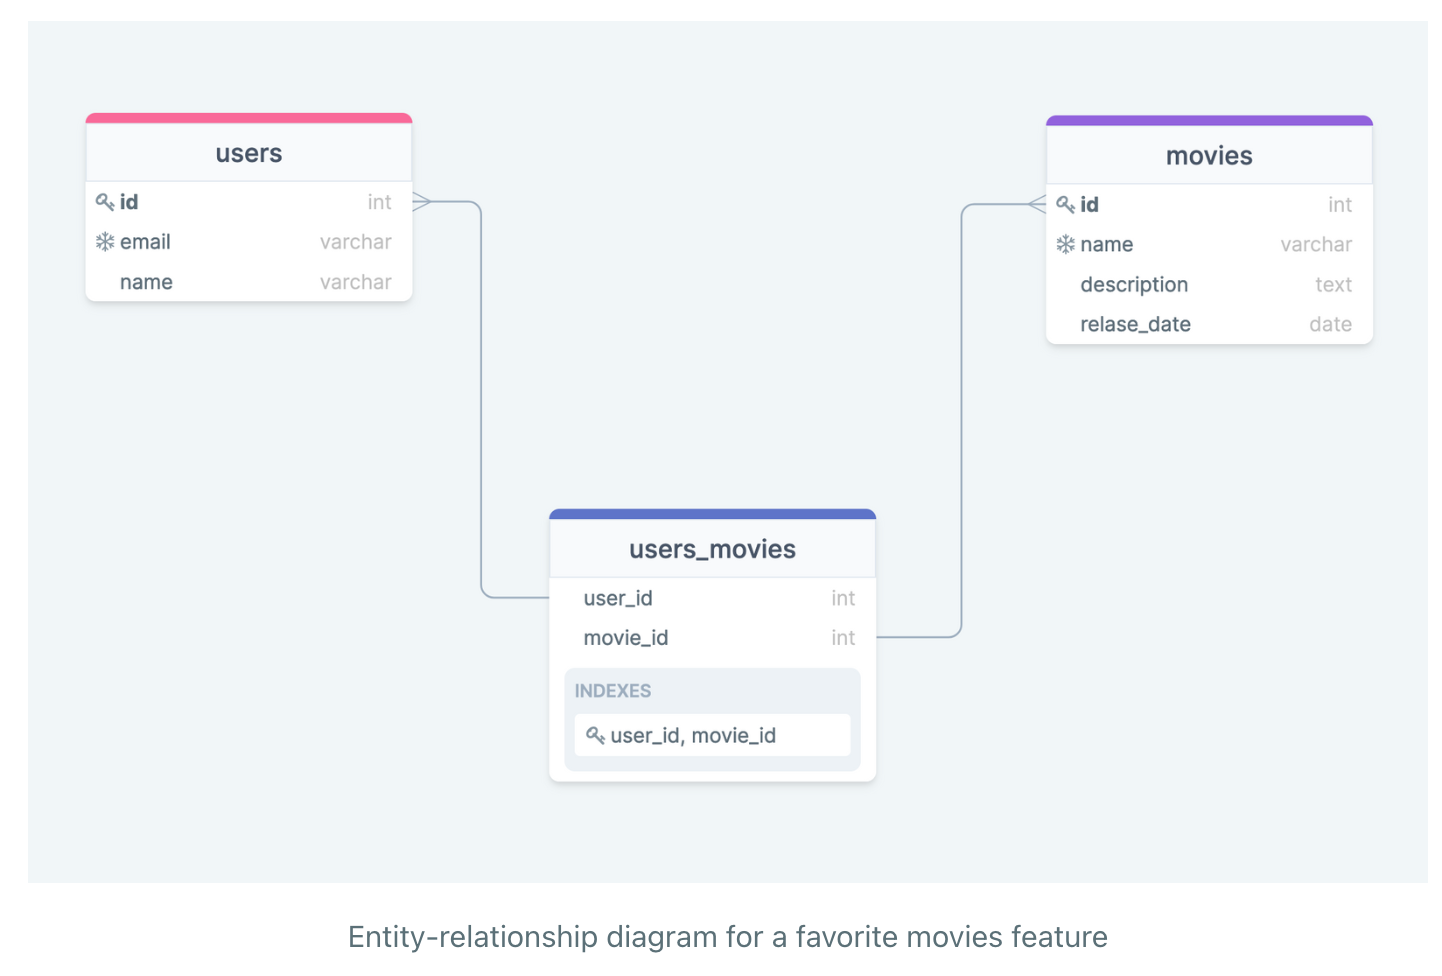 users
id int
email varchar
name varchar
movies
id int
name varchar
description text
relase_date date
users_movies
user_id int
movie_id int
INDEXES
user_id, movie_id
Entity-relationship diagram for a favorite movies feature